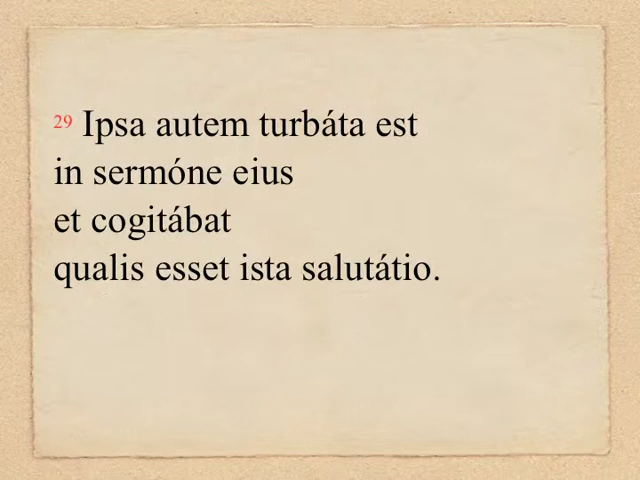 29 Ipsa autem turbáta est
in sermóne eius
et cogitábat
qualis esset ista salutátio.